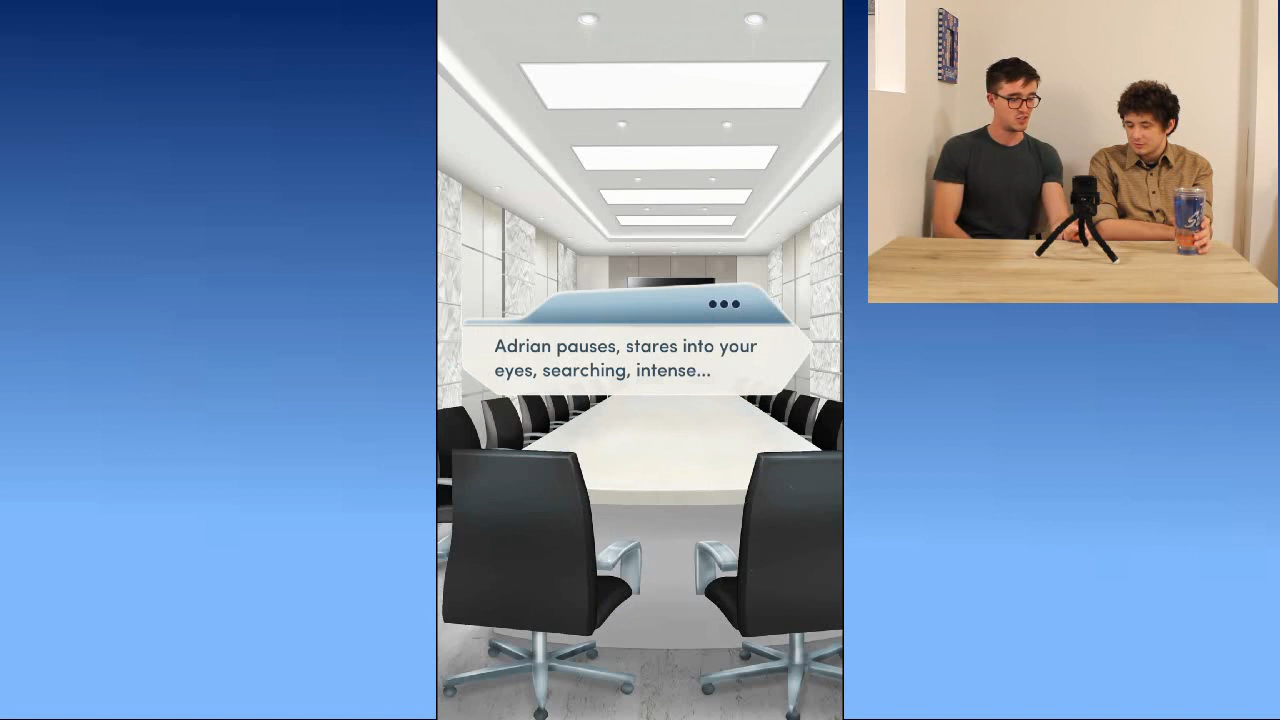 Adrian pauses, stares into your
eyes, searching, intense...